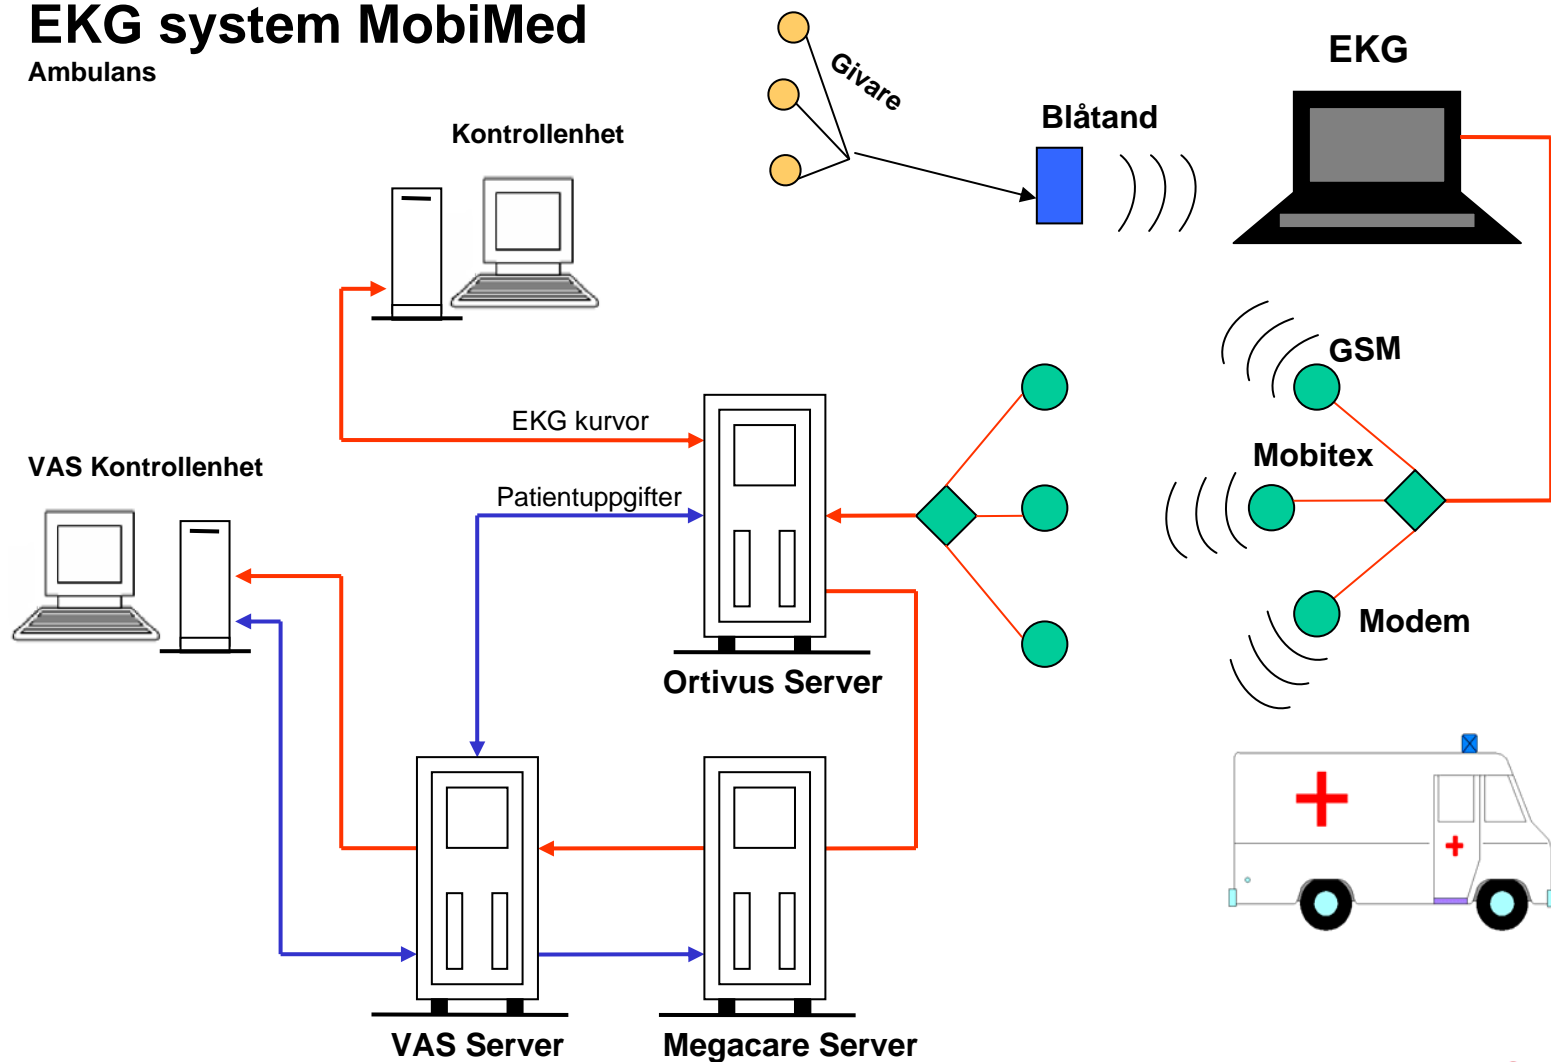 EKG system MobiMed
Ambulans
Givare
EKG
Blåtand
Kontrollenhet
GSM
EKG kurvor
Mobitex
VAS Kontrollenhet
Patientuppgifter
Modem
Ortivus Server
VAS Server
Megacare Server